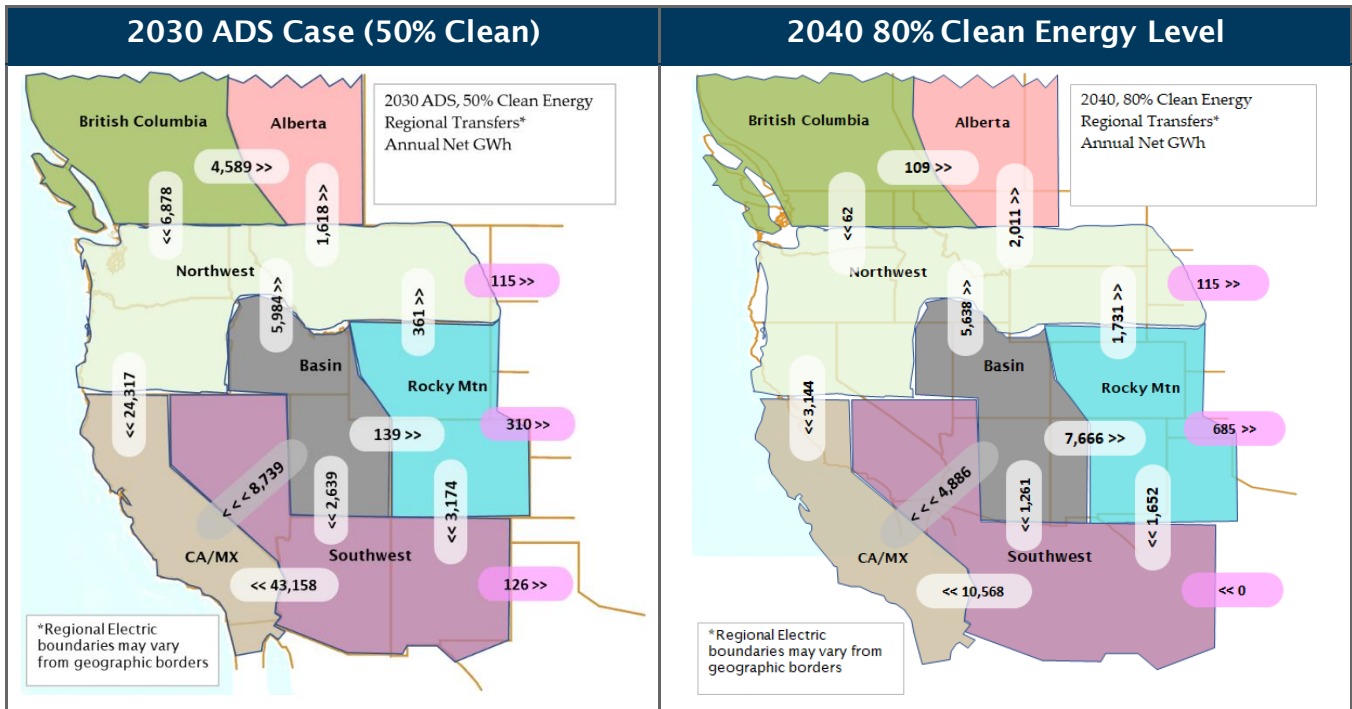 2030 ADS Case (50% Clean)
2040 80% Clean Energy Level
2030 ADS, 50% Clean Energy
Regional Transfers*
Annual Net GWh
British Columbia
Alberta
4,589 >>
<< 6,878
1,618 >>
Northwest
115 >>
5,984 >>
361 >>
Basin
Rocky Mtn
<< 24,317
310 >>
139 >>
< < < 8,739
<< 2,639
<< 3,174
CA/MX
Southwest
<< 43,158
126 >>
*Regional Electric
boundaries may vary
from geographic borders
2040, 80% Clean Energy
Regional Transfers*
Annual Net GWh
British Columbia
Alberta
109 >>
<< 62
2,011 >>
Northwest
115 >>
5,638 >>
1,731 >>
Basin
Rocky Mtn
<< 3,144
685 >>
7,666 >>
< < < 4,886
<< 1,261
<< 1,652
CA/MX
Southwest
<< 10,568
<< 0
*Regional Electric
boundaries may vary from
geographic borders